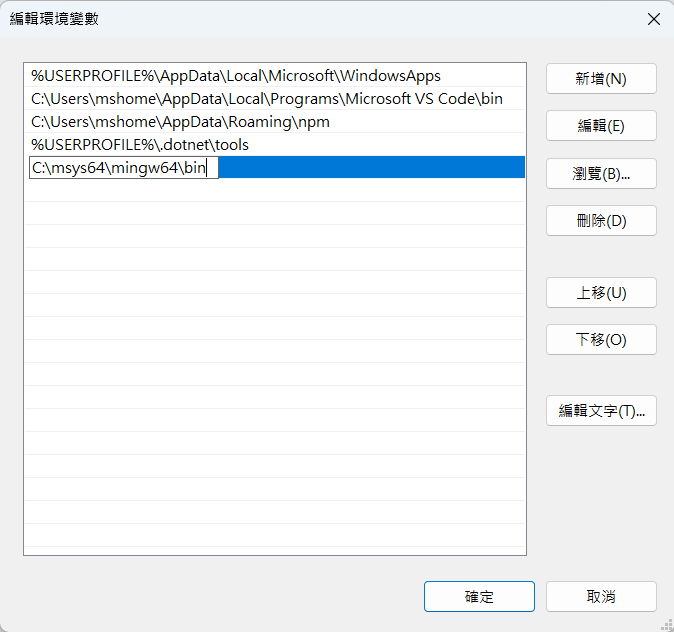 編輯環境變數
%USERPROFILE%\AppData\Local\Microsoft\WindowsApps
C:\Users\mshome\AppData\Local\Programs\Microsoft VS Code\bin
C:\Users\mshome\AppData\Roaming\npm
%USERPROFILE%\.dotnet\tools
C:\msys64\mingw64\bin
新增(N)
編輯(E)
瀏覽(B)...
刪除(D)
上移(U)
下移(O)
編輯文字(T)...
確定
取消